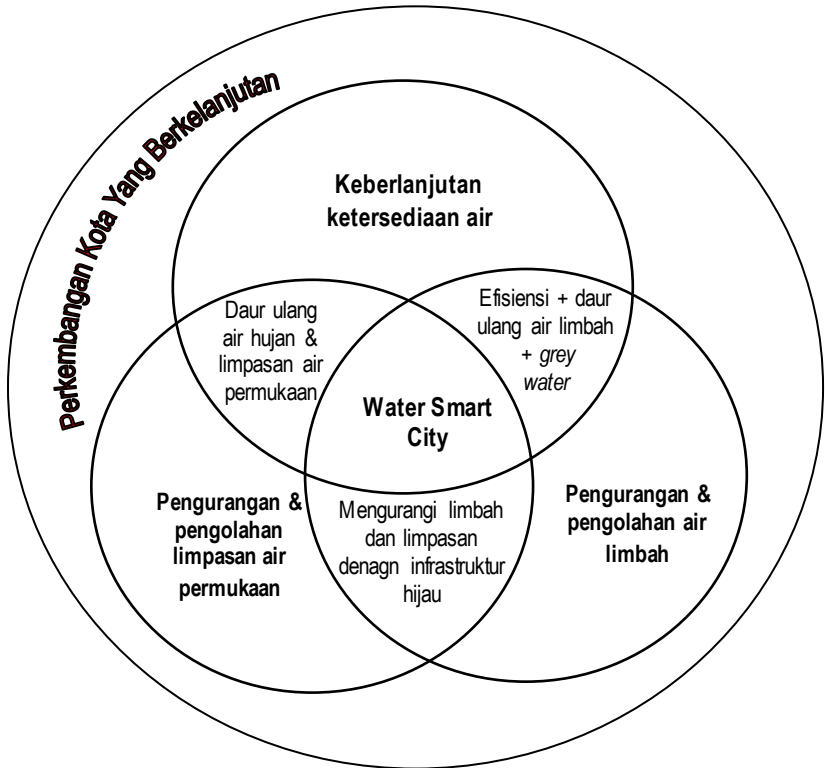 Perkembangan Kota Yang Berkelanjutan
Keberlanjutan
ketersediaan air
Daur ulang
air hujan &
limpasan air
permukaan
Efisiensi + daur
ulang air limbah
+ grey
water
Water Smart
City
Pengurangan &
pengolahan
limpasan air
permukaan
Mengurangi limbah
dan limpasan
denagn infrastruktur
hijau
Pengurangan &
pengolahan air
limbah